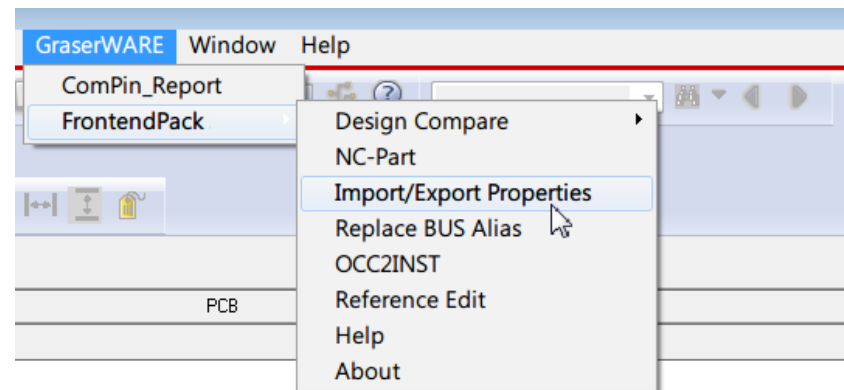 GraserWARE Window Help
ComPin_Report
FrontendPack
Design Compare
NC-Part
Import/Export Properties
Replace BUS Alias
OCC2INST
Reference Edit
Help
About
PCB